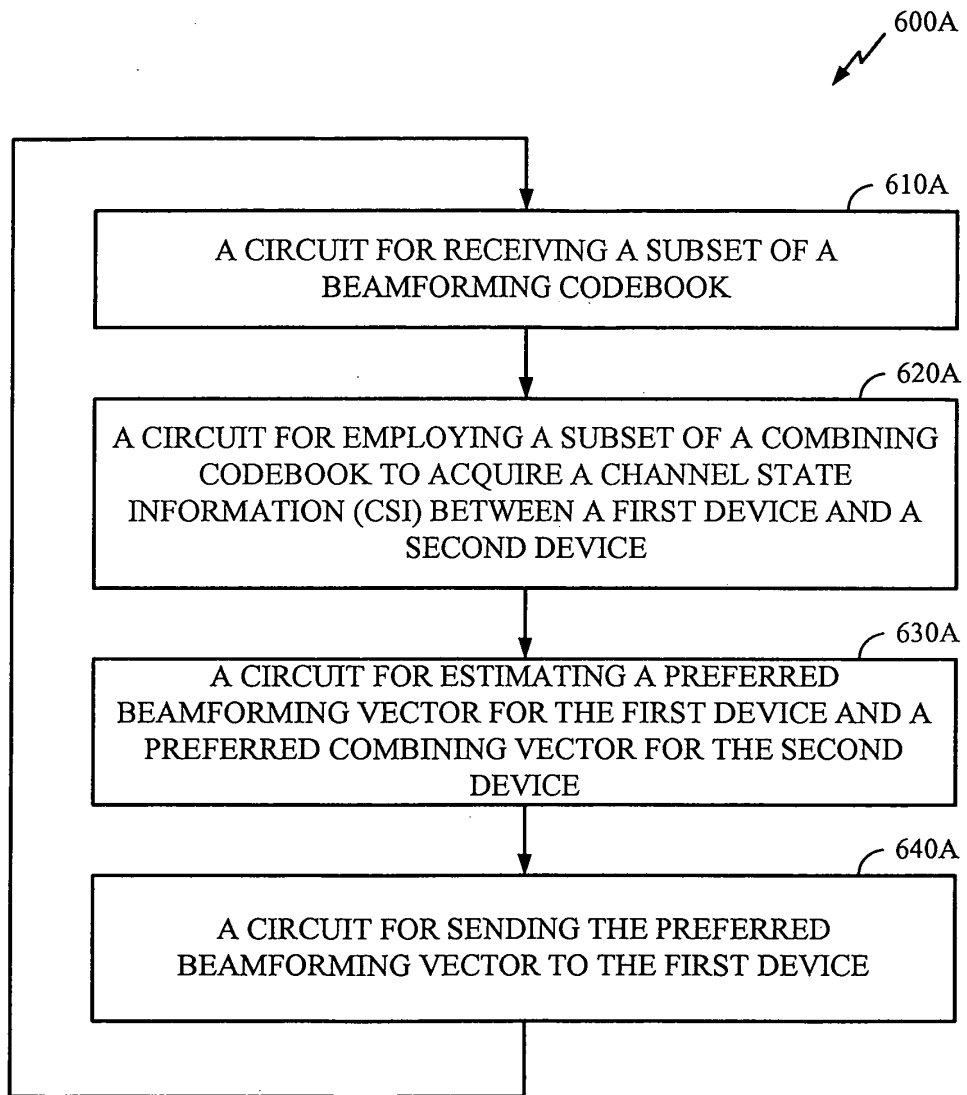 600A
610A
A CIRCUIT FOR RECEIVING A SUBSET OF A
BEAMFORMING CODEBOOK
620A
A CIRCUIT FOR EMPLOYING A SUBSET OF A COMBINING
CODEBOOK TO ACQUIRE A CHANNEL STATE
INFORMATION (CSI) BETWEEN A FIRST DEVICE AND A
SECOND DEVICE
630A
A CIRCUIT FOR ESTIMATING A PREFERRED
BEAMFORMING VECTOR FOR THE FIRST DEVICE AND A
PREFERRED COMBINING VECTOR FOR THE SECOND
DEVICE
640A
A CIRCUIT FOR SENDING THE PREFERRED
BEAMFORMING VECTOR TO THE FIRST DEVICE